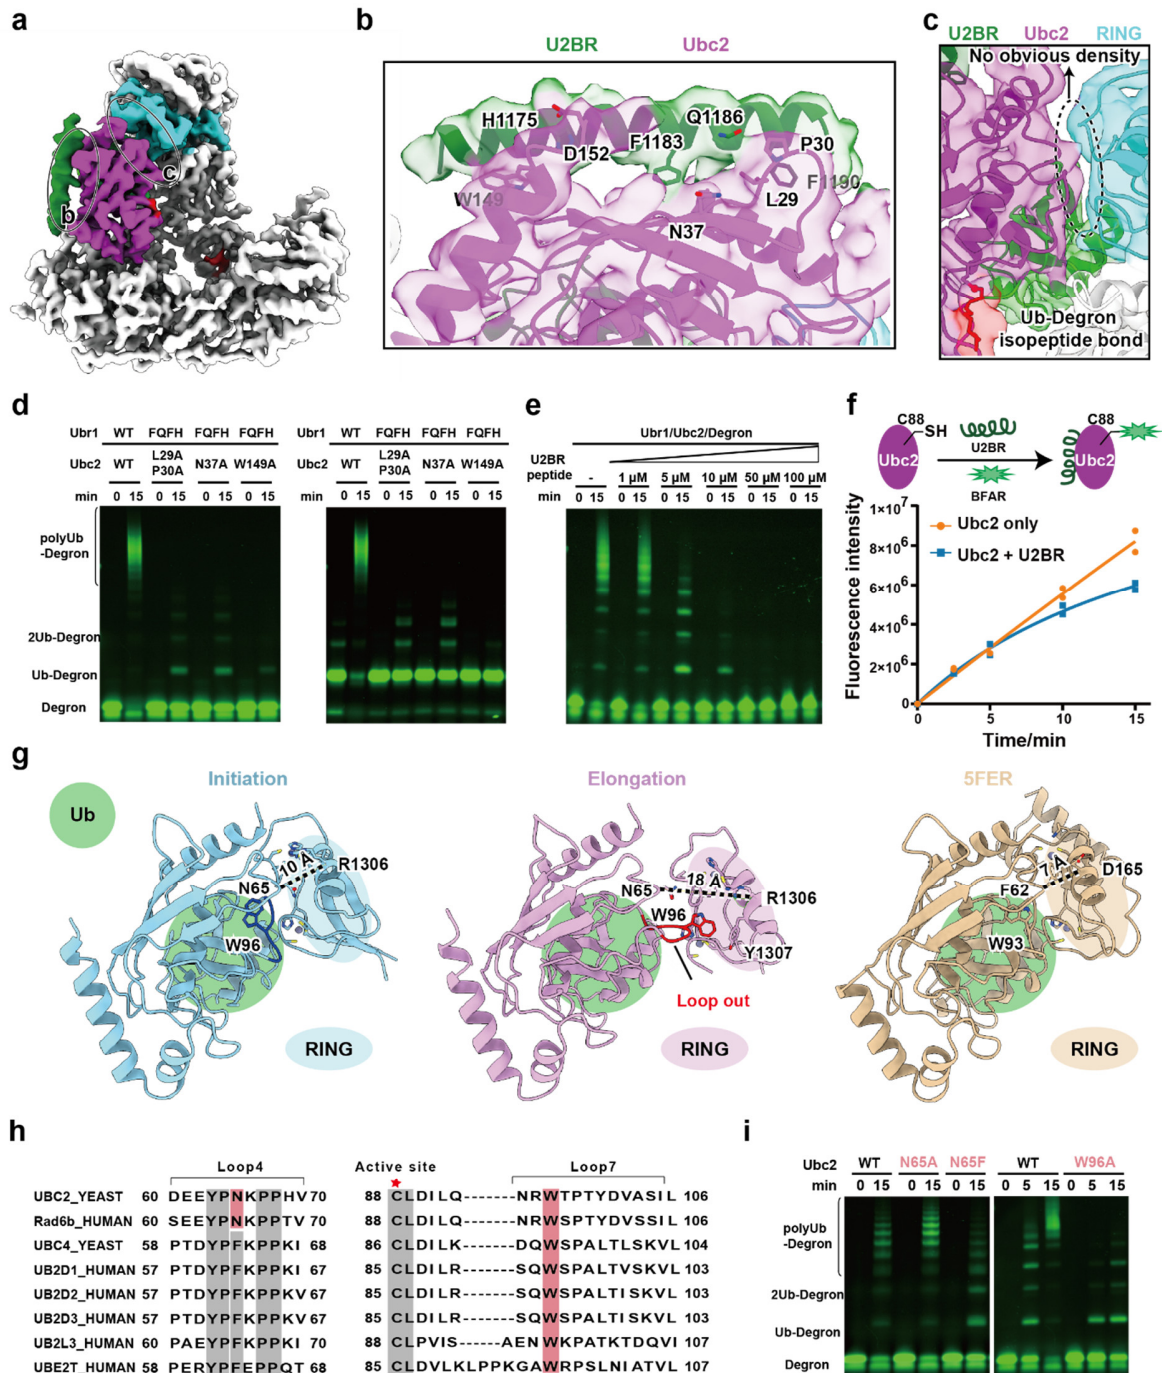 a
b
c
b
U2BR Ubc2
H1175
Q1186
D152
F1183
P30
W149
F1190
L29
N37
c
U2BR Ubc2 RING
No obvious density
Ub-Degron
isopeptide bond
d
Ubr1 WT FQFH FQFH FQFH
Ubc2 WT L29A P30A N37A W149A
min 0 15 0 15 0 15 0 15
polyUb
-Degron
2Ub-Degron
Ub-Degron
Degron
Ubr1 WT FQFH FQFH FQFH
Ubc2 WT L29A P30A N37A W149A
min 0 15 0 15 0 15 0 15
e
Ubr1/Ubc2/Degron
U2BR
peptide - 1 μM 5 μM 10 μM 50 μM 100 μM
min 0 15 0 15 0 15 0 15 0 15 0 15
f
C88
SH
Ubc2
U2BR
BFAR
C88
Ubc2
Fluorescence intensity
1×10⁷
8×10⁶
6×10⁶
4×10⁶
2×10⁶
0
Ubc2 only
Ubc2 + U2BR
0 5 10 15
Time/min
g
Ub
Initiation
10 Å
R1306
N65
W96
RING
Elongation
N65
18 Å
R1306
W96
Y1307
Loop out
RING
5FER
7 Å
D165
F62
W93
RING
h
Loop4 Active site Loop7
UBC2_YEAST 60 DEEYPNKPPHV 70 88 CLDILQ------NRWTPTYDVASIL 106
Rad6b_HUMAN 60 SEEYPNKPPTV 70 88 CLDILQ------NRWSPTYDVSSIL 106
UBC4_YEAST 58 PTDYPFKPPKI 68 86 CLDILK------DQWSPALTLSKVL 104
UB2D1_HUMAN 57 PTDYPFKPPKI 67 85 CLDILR------SQWSPALTVSKVL 103
UB2D2_HUMAN 57 PTDYPFKPPKV 67 85 CLDILR------SQWSPALTISKVL 103
UB2D3_HUMAN 57 PTDYPFKPPKV 67 85 CLDILR------SQWSPALTISKVL 103
UB2L3_HUMAN 60 PAEYPFKPPKI 70 88 CLPVIS------AENWKPATKTDQVI 107
UBE2T_HUMAN 58 PERYPFEPPQT 68 85 CLDVLKLPPKGAWRPSLNIATVL 107
i
Ubc2 WT N65A N65F WT W96A
min 0 15 0 15 0 15 0 5 15 0 5 15
polyUb
-Degron
2Ub-Degron
Ub-Degron
Degron